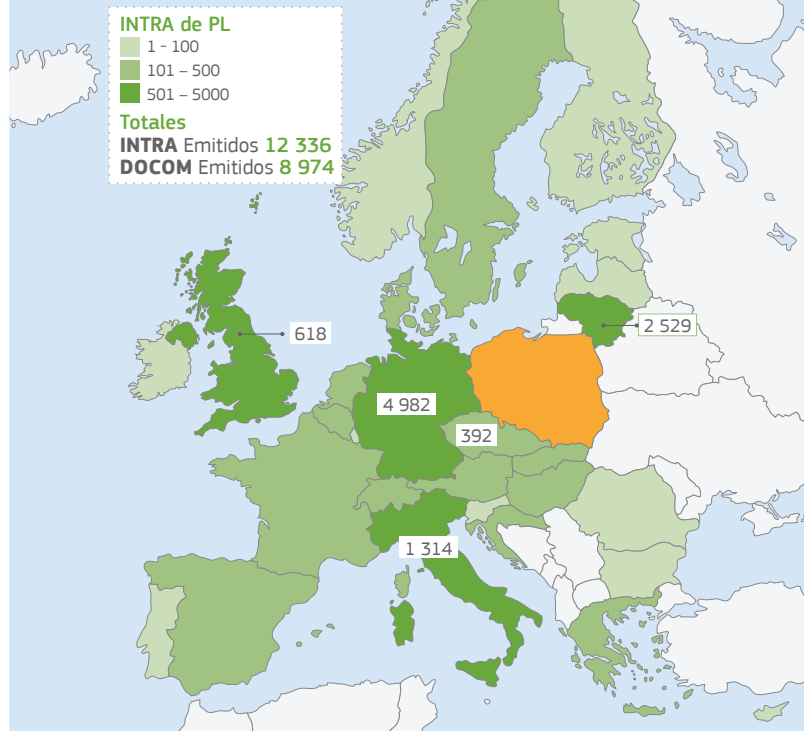 INTRA de PL
1 - 100
101 – 500
501 – 5000
Totales
INTRA Emitidos 12 336
DOCOM Emitidos 8 974
618
2 529
4 982
392
1 314